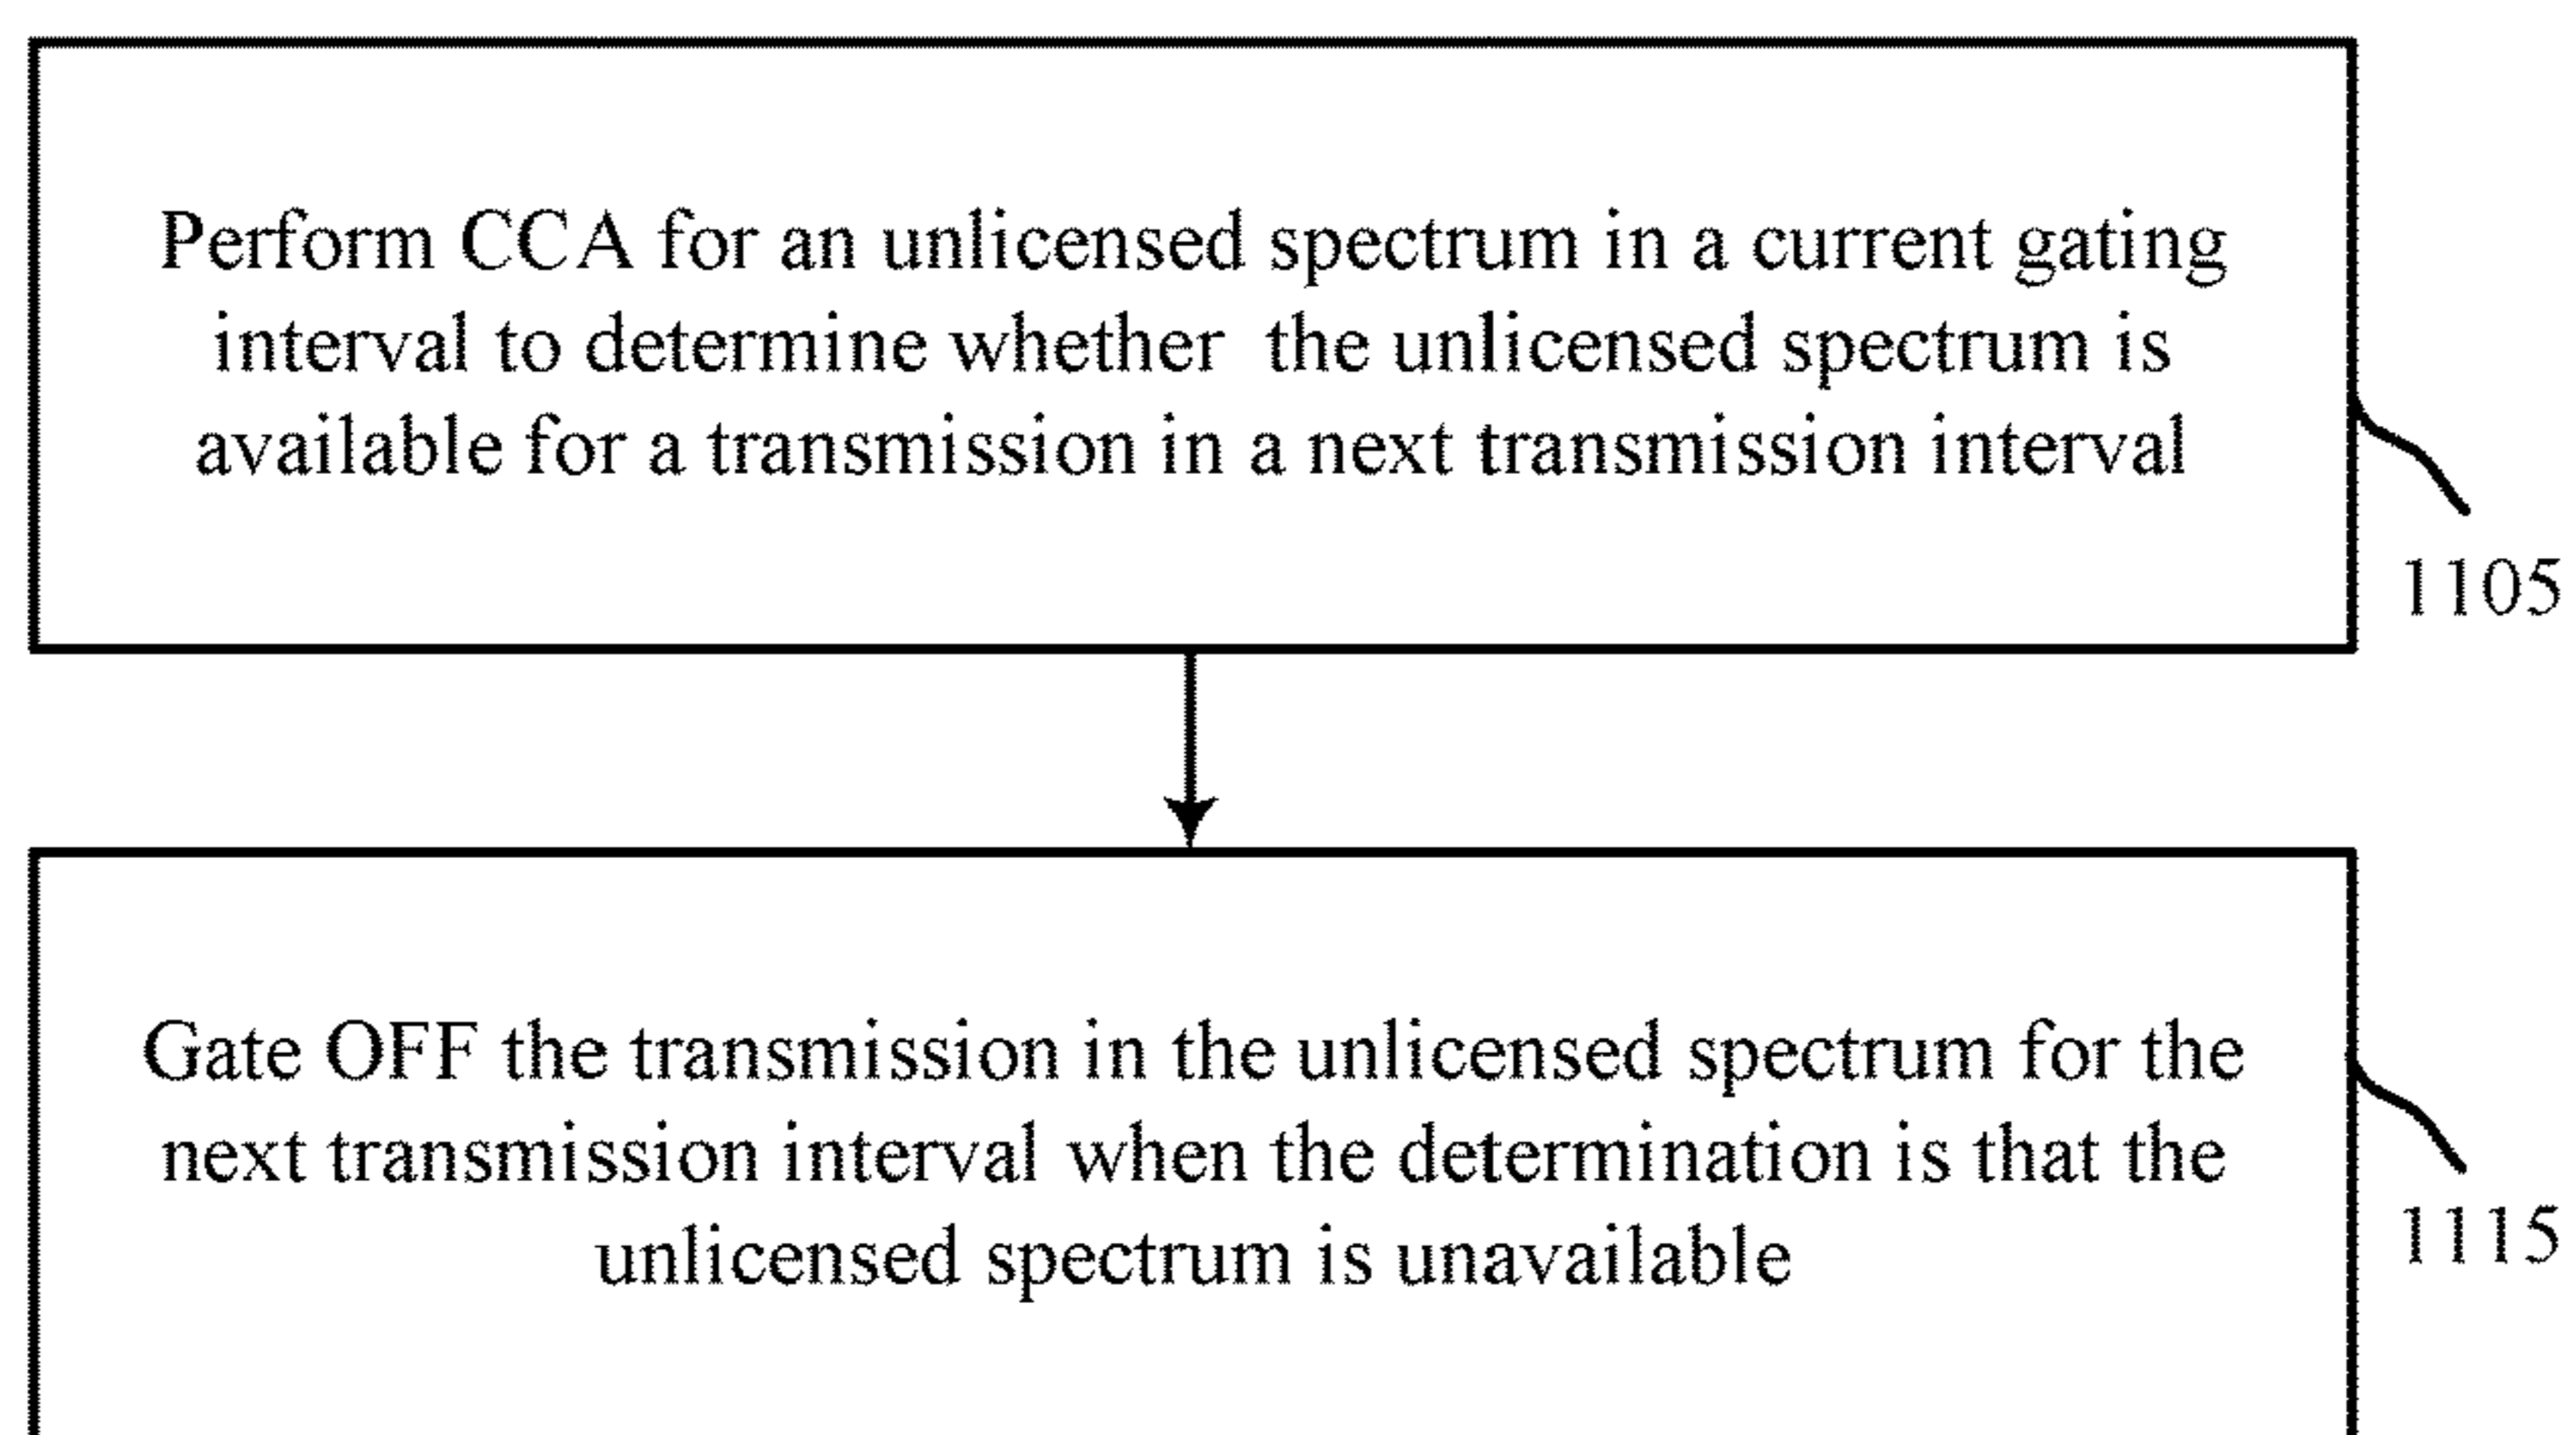 Perform CCA for an unlicensed spectrum in a current gating
interval to determine whether the unlicensed spectrum is
available for a transmission in a next transmission interval
1105
Gate OFF the transmission in the unlicensed spectrum for the
next transmission interval when the determination is that the
unlicensed spectrum is unavailable
1115